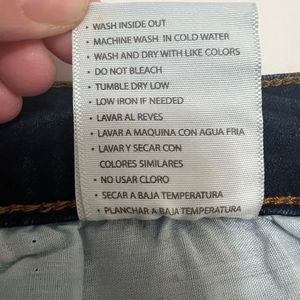 • WASH INSIDE OUT
• MACHINE WASH IN COLD WATER
• WASH AND DRY WITH LIKE COLORS
• DO NOT BLEACH
• TUMBLE DRY LOW
• LOW IRON IF NEEDED
• LAVAR AL REVES
• LAVAR A MAQUINA CON AGUA FRIA
• LAVAR Y SECAR CON
COLORES SIMILARES
• NO USAR CLORO
• SECAR A BAJA TEMPERATURA
• PLANCHAR A BAJA TEMPERATURA